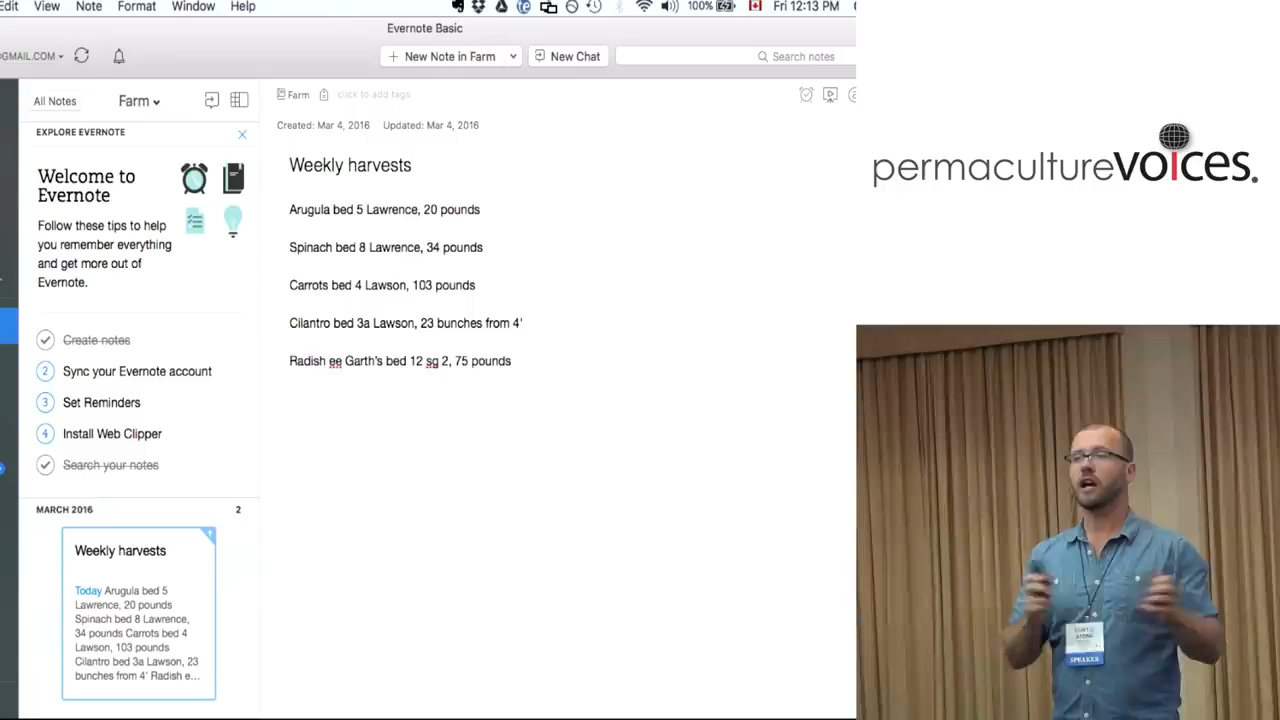 Edit View Note Format Window Help 100% Fri 12:13 PM
Evernote Basic
GMAIL.COM
New Note in Farm
New Chat
Search notes
All Notes
Farm
EXPLORE EVERNOTE
Welcome to
Evernote
Follow these tips to help
you remember everything
and get more out of
Evernote.
Create notes
2 Sync your Evernote account
3 Set Reminders
4 Install Web Clipper
Search your notes
MARCH 2016 2
Weekly harvests
Today Arugula bed 5
Lawrence, 20 pounds
Spinach bed 8 Lawrence,
34 pounds Carrots bed 4
Lawson, 103 pounds
Cilantro bed 3a Lawson, 23
bunches from 4' Radish e...
Farm click to add tags
Created: Mar 4, 2016 Updated: Mar 4, 2016
Weekly harvests
Arugula bed 5 Lawrence, 20 pounds
Spinach bed 8 Lawrence, 34 pounds
Carrots bed 4 Lawson, 103 pounds
Cilantro bed 3a Lawson, 23 bunches from 4'
Radish ee Garth's bed 12 sg 2, 75 pounds
permaculturevoices.
SPEAKER